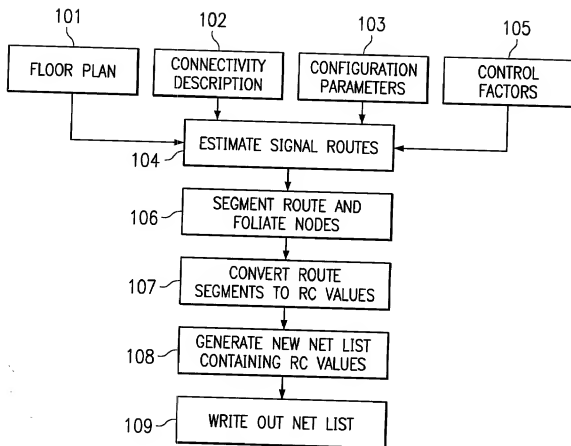 101
102
103
105
FLOOR PLAN
CONNECTIVITY
DESCRIPTION
CONFIGURATION
PARAMETERS
CONTROL
FACTORS
104
ESTIMATE SIGNAL ROUTES
106
SEGMENT ROUTE AND
FOLIATE NODES
107
CONVERT ROUTE
SEGMENTS TO RC VALUES
108
GENERATE NEW NET LIST
CONTAINING RC VALUES
109
WRITE OUT NET LIST